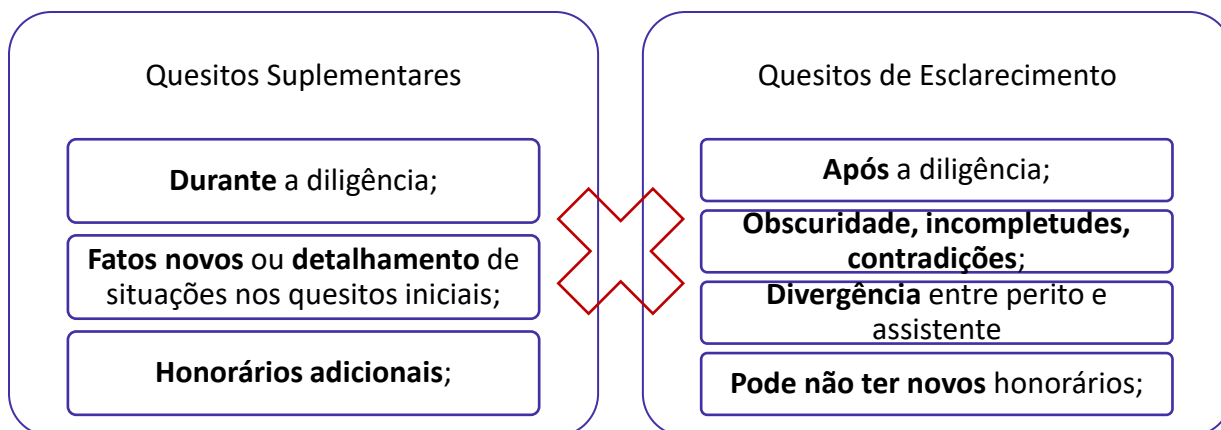 Quesitos Suplementares
Durante a diligência;
Fatos novos ou detalhamento de
situações nos quesitos iniciais;
Honorários adicionais;
Quesitos de Esclarecimento
Após a diligência;
Obscuridade, incompletudes,
contradições;
Divergência entre perito e
assistente
Pode não ter novos honorários;